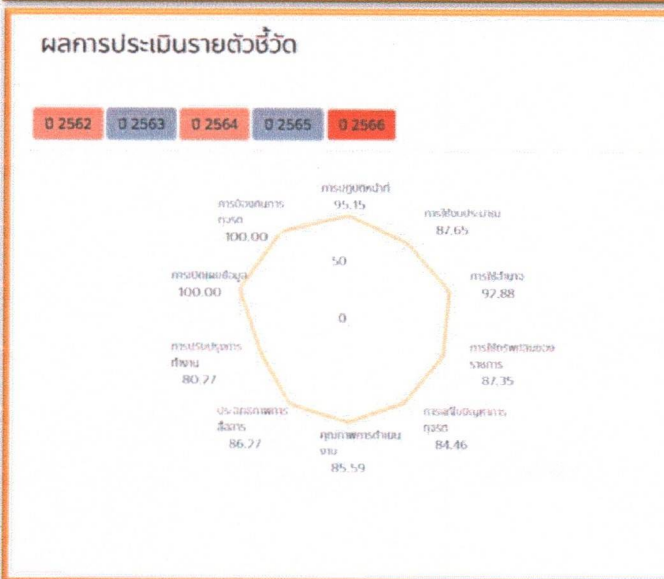 ผลการประเมินรายตัวชี้วัด
ปี 2562 ปี 2563 ปี 2564 ปี 2565 ปี 2566
การปฏิบัติหน้าที่
95.15
การใช้งบประมาณ
87.65
การใช้อำนาจ
92.88
การใช้ทรัพย์สินของ
ราชการ
87.35
การแก้ไขปัญหาการ
ทุจริต
84.46
คุณภาพการดำเนิน
งาน
85.59
ประสิทธิภาพการ
สื่อสาร
86.27
การปรับปรุงการ
ทำงาน
80.77
การเปิดเผยข้อมูล
100.00
การป้องกันการ
ทุจริต
100.00
50
0